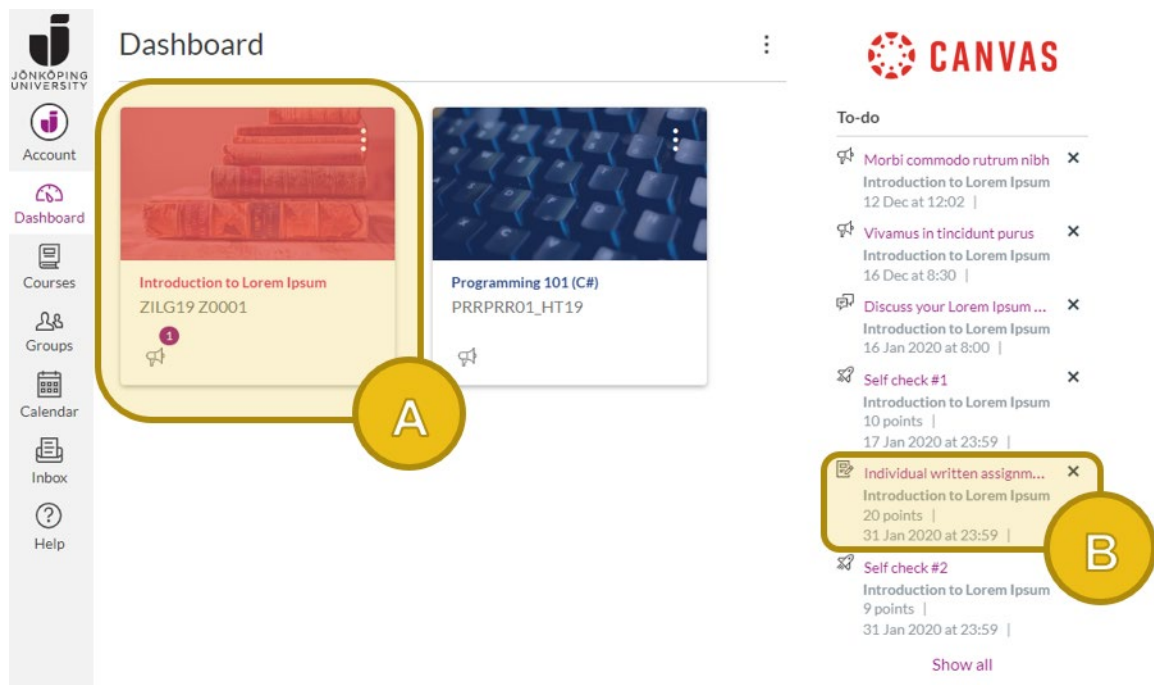 JÖNKÖPING
UNIVERSITY
Account
Dashboard
Courses
Groups
Calendar
Inbox
Help
Dashboard
Introduction to Lorem Ipsum
ZILG19 Z0001
1
A
Programming 101 (C#)
PRRPRR01_HT19
CANVAS
To-do
Morbi commodo rutrum nibh
Introduction to Lorem Ipsum
12 Dec at 12:02 |
Vivamus in tincidunt purus
Introduction to Lorem Ipsum
16 Dec at 8:30 |
Discuss your Lorem Ipsum ...
Introduction to Lorem Ipsum
16 Jan 2020 at 8:00 |
Self check #1
Introduction to Lorem Ipsum
10 points |
17 Jan 2020 at 23:59 |
Individual written assignm...
Introduction to Lorem Ipsum
20 points |
31 Jan 2020 at 23:59 |
B
Self check #2
Introduction to Lorem Ipsum
9 points |
31 Jan 2020 at 23:59 |
Show all